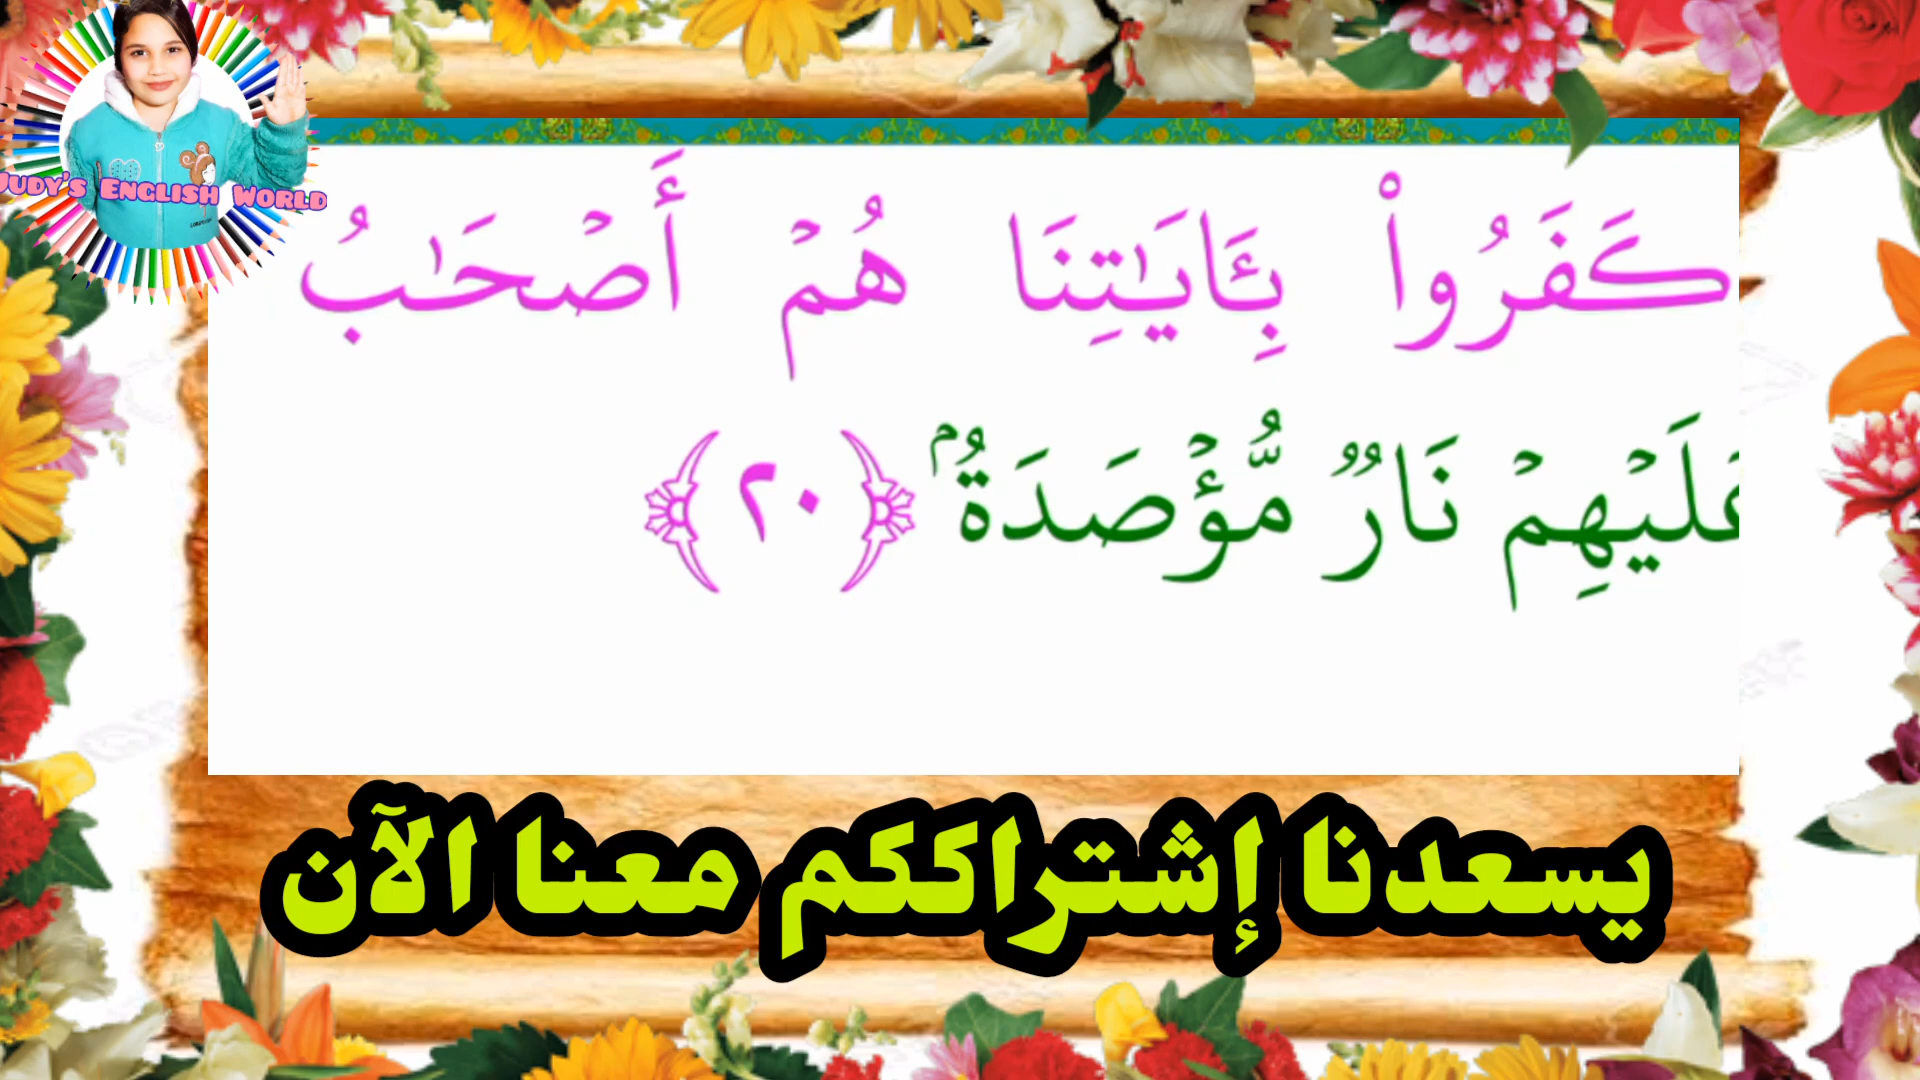 JUDY'S ENGLISH WORLD
كَفَرُوا۟ بِـَٔايَـٰتِنَا هُمْ أَصْحَـٰبُ
عَلَيْهِمْ نَارٌ مُّؤْصَدَةٌۢ ﴿٢٠﴾
يسعدنا إشتراككم معنا الآن